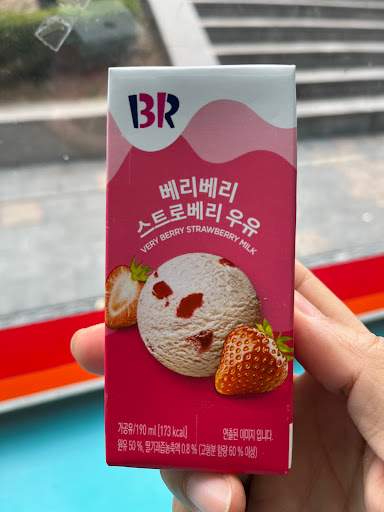 BR
베리베리
스트로베리 우유
VERY BERRY STRAWBERRY MILK
가공유/190 ml [173 kcal]
연출된 이미지 입니다.
원유 50 %, 딸기과즙농축액 0.8 % (고형분 함량 60 % 이상)